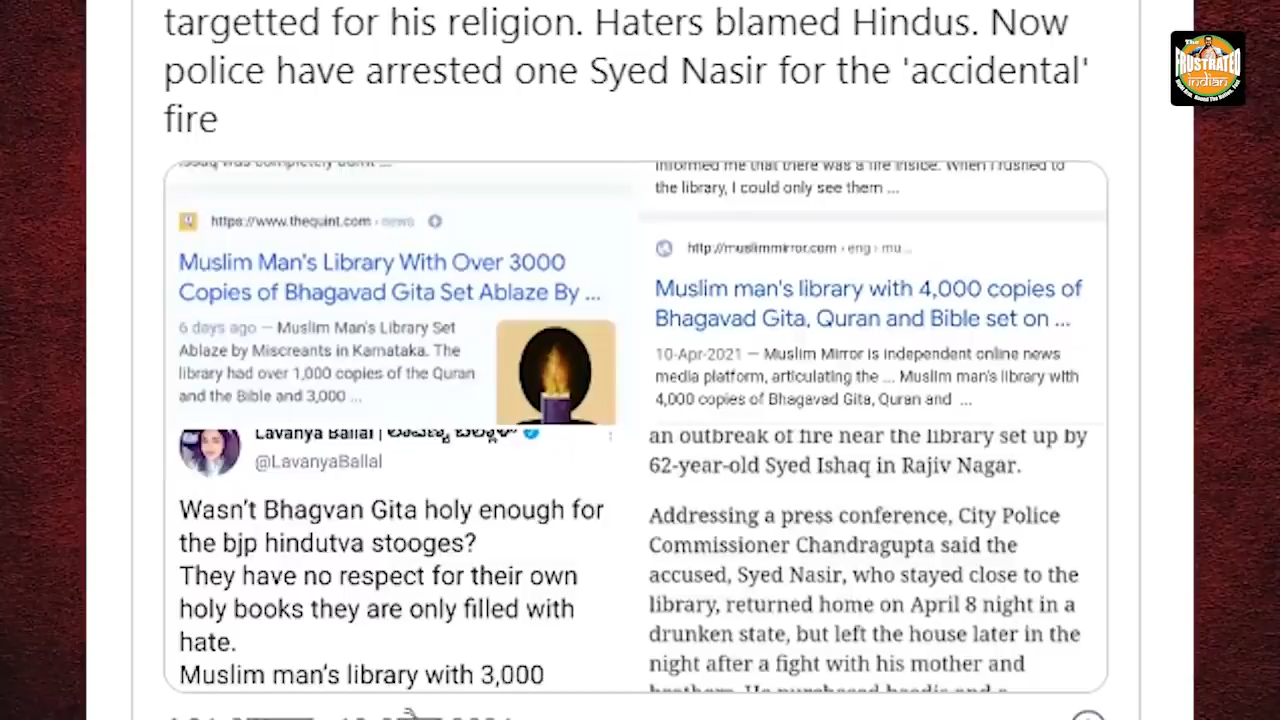 targetted for his religion. Haters blamed Hindus. Now
police have arrested one Syed Nasir for the 'accidental'
fire
The
FRUSTRATED
indian
https://www.thequint.com › news
Muslim Man's Library With Over 3000
Copies of Bhagavad Gita Set Ablaze By ...
6 days ago — Muslim Man's Library Set
Ablaze by Miscreants in Karnataka. The
library had over 1,000 copies of the Quran
and the Bible and 3,000 ...
informed me that there was a fire inside. When I rushed to
the library, I could only see them ...
http://muslimmirror.com › eng › mu...
Muslim man's library with 4,000 copies of
Bhagavad Gita, Quran and Bible set on ...
10-Apr-2021 — Muslim Mirror is independent online news
media platform, articulating the ... Muslim man's library with
4,000 copies of Bhagavad Gita, Quran and ...
Lavanya Ballal |
@LavanyaBallal
Wasn't Bhagvan Gita holy enough for
the bjp hindutva stooges?
They have no respect for their own
holy books they are only filled with
hate.
Muslim man's library with 3,000
an outbreak of fire near the library set up by
62-year-old Syed Ishaq in Rajiv Nagar.
Addressing a press conference, City Police
Commissioner Chandragupta said the
accused, Syed Nasir, who stayed close to the
library, returned home on April 8 night in a
drunken state, but left the house later in the
night after a fight with his mother and